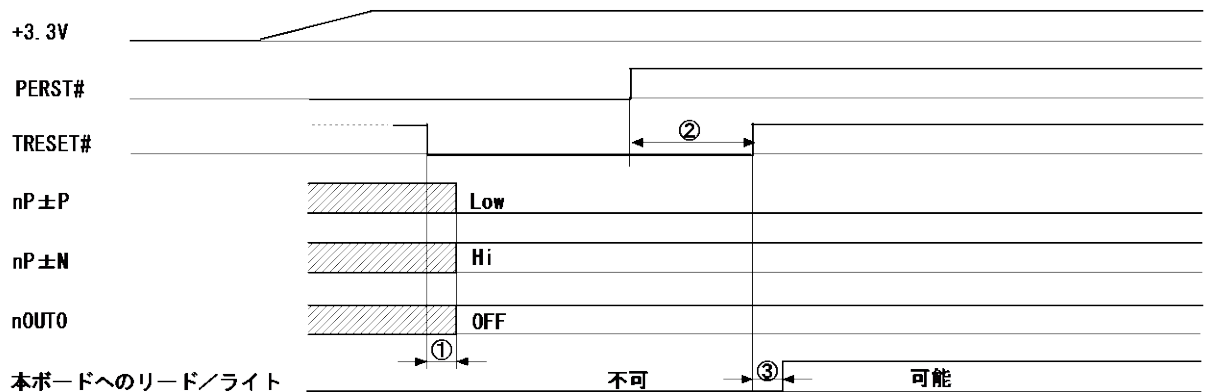 +3.3V
PERST#
②
TRESET#
nP±P
Low
nP±N
Hi
nOUT0
OFF
①
本ボードへのリード/ライト
不可
③
可能